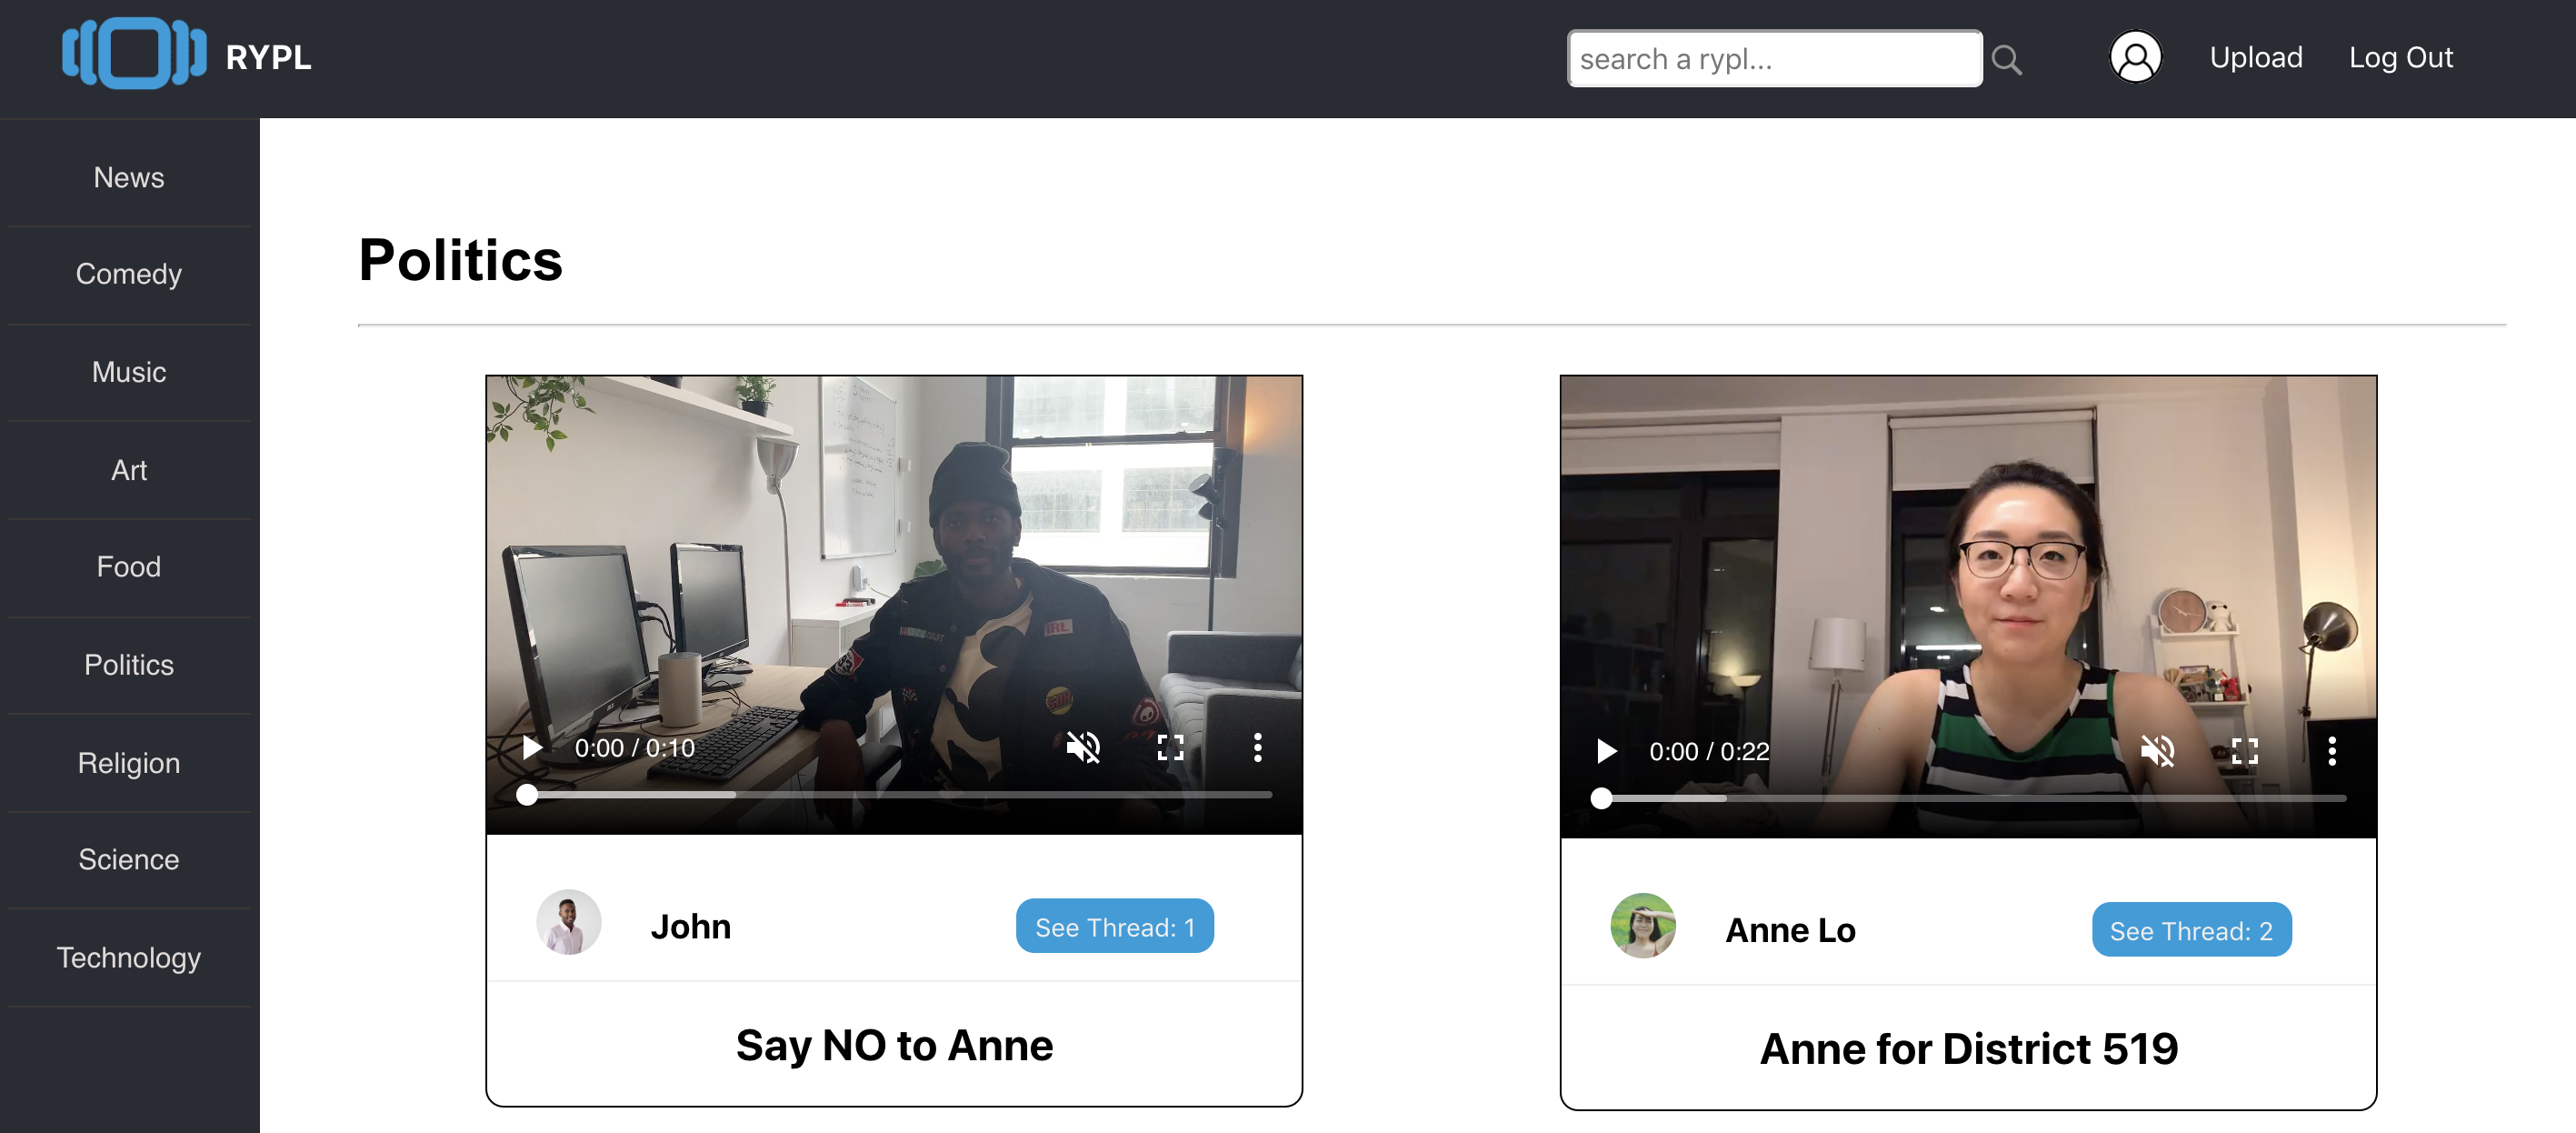 RYPL
search a rypl...
Upload
Log Out
News
Comedy
Music
Art
Food
Politics
Religion
Science
Technology
Politics
IRL
0:00 / 0:10
0:00 / 0:22
John
See Thread: 1
Anne Lo
See Thread: 2
Say NO to Anne
Anne for District 519